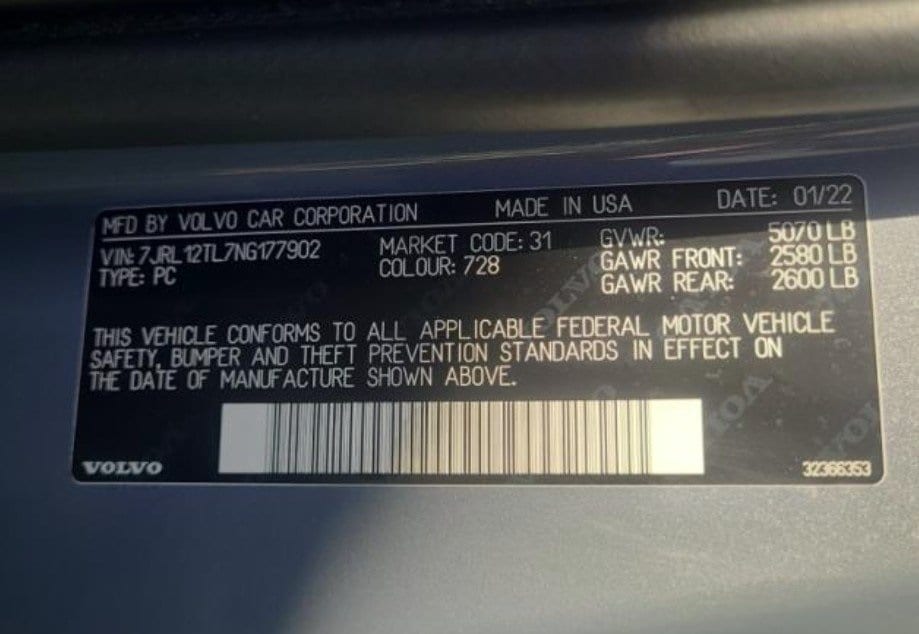 MFD BY VOLVO CAR CORPORATION MADE IN USA DATE: 01/22
VIN: 7JRL12TL7NG177902 MARKET CODE: 31 GVWR: 5070 LB
TYPE: PC COLOUR: 728 GAWR FRONT: 2580 LB
GAWR REAR: 2600 LB
THIS VEHICLE CONFORMS TO ALL APPLICABLE FEDERAL MOTOR VEHICLE
SAFETY, BUMPER AND THEFT PREVENTION STANDARDS IN EFFECT ON
THE DATE OF MANUFACTURE SHOWN ABOVE.
VOLVO 32366353